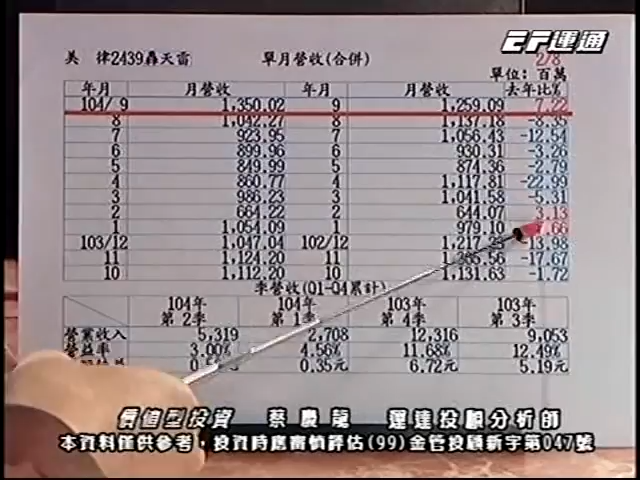 EF運通
美 律2439轟天雷 單月營收(合併) 2/8
單位：百萬
年月 月營收 年月 月營收 去年比%
104/ 9 1,350.02 9 1,259.09 7.22
8 1,042.27 8 1,137.18 -8.35
7 923.95 7 1,056.43 -12.54
6 899.96 6 930.31 -3.26
5 849.99 5 874.36 -2.79
4 860.77 4 1,117.81 -22.99
3 986.23 3 1,041.58 -5.31
2 664.22 2 644.07 3.13
1 1,054.09 1 979.10 7.66
103/12 1,047.04 102/12 1,217.23 -13.98
11 1,124.20 11 -17.67
10 1,112.20 10 1,131.63 -1.72
季營收(Q1-Q4累計)
104年 104年 103年 103年
第 2季 第 1季 第 4季 第 3季
營業收入 5,319 2,708 12,316 9,053
營益率 3.00% 4.56% 11.68% 12.49%
0.35元 6.72元 5.19元
價值型投資 蔡慶龍 運達投顧分析師
本資料僅供參考，投資時應審慎評估(99)金管投顧新字第047號